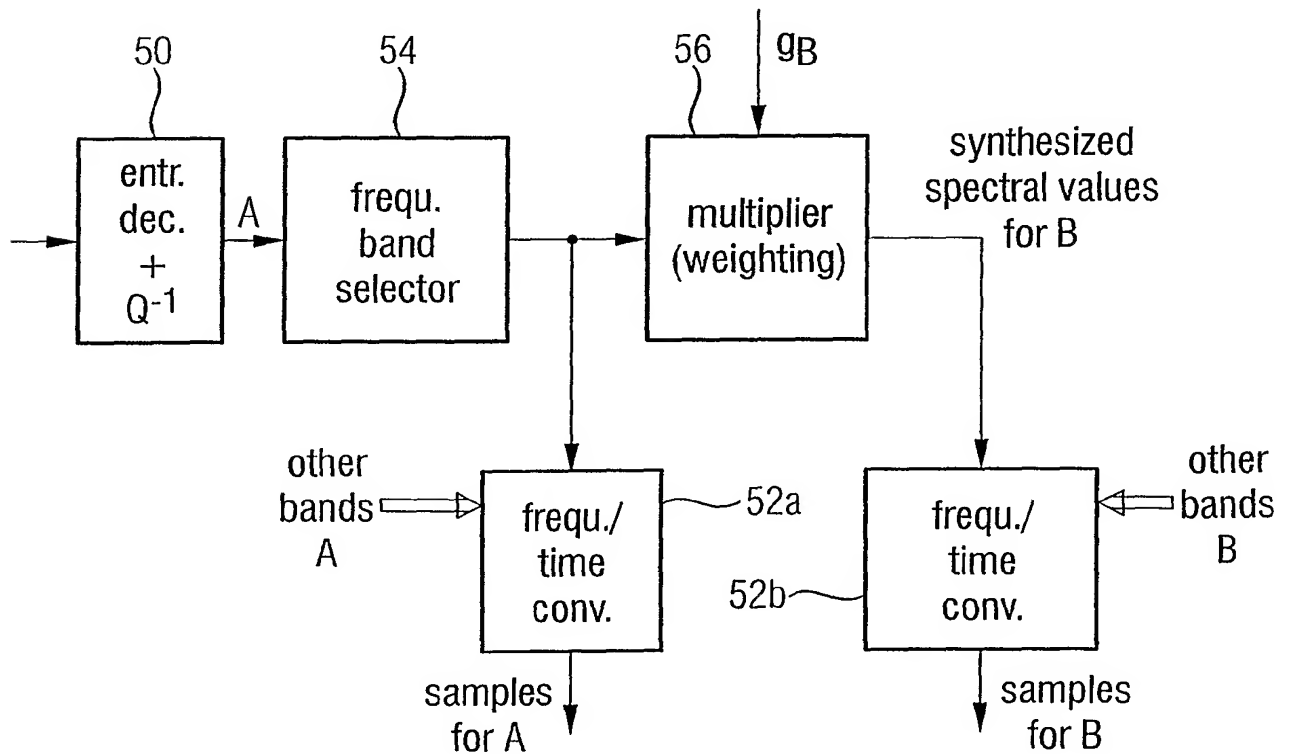 50
54
56
gB
entr.
dec.
+
Q-1
A
frequ.
band
selector
multiplier
(weighting)
synthesized
spectral values
for B
other
bands
A
frequ./
time
conv.
52a
52b
frequ./
time
conv.
other
bands
B
samples
for A
samples
for B